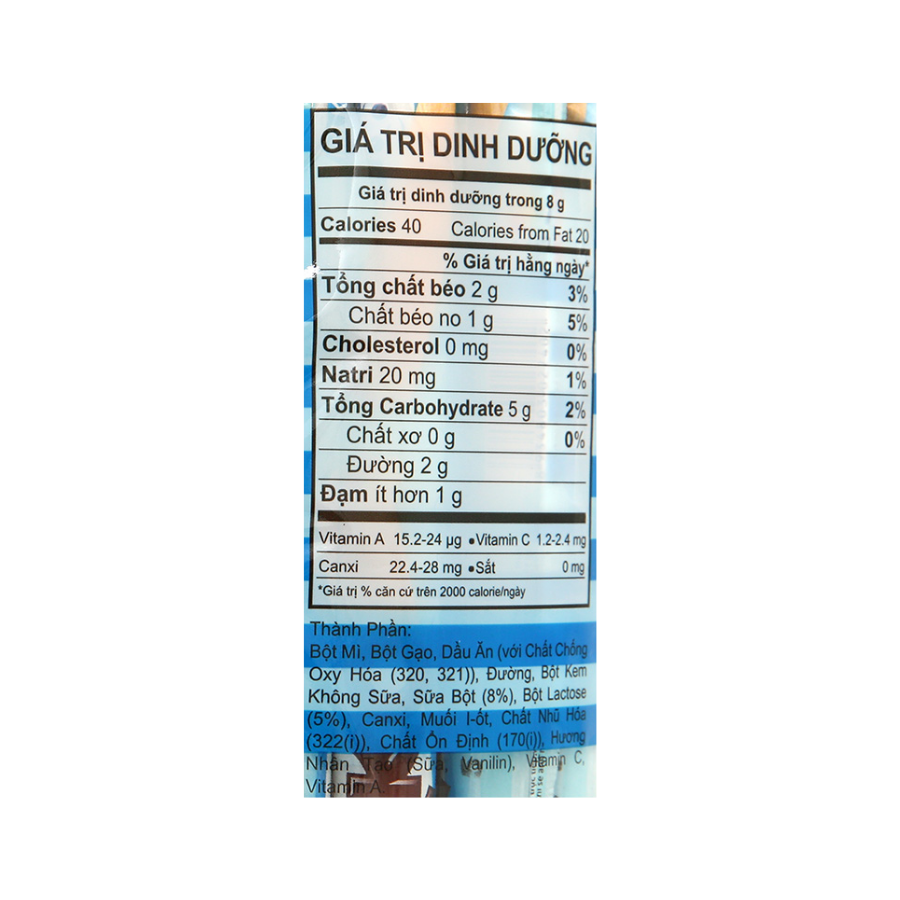 GIÁ TRỊ DINH DƯỠNG
Giá trị dinh dưỡng trong 8 g
Calories 40 Calories from Fat 20
% Giá trị hằng ngày*
Tổng chất béo 2 g 3%
Chất béo no 1 g 5%
Cholesterol 0 mg 0%
Natri 20 mg 1%
Tổng Carbohydrate 5 g 2%
Chất xơ 0 g 0%
Đường 2 g
Đạm ít hơn 1 g
Vitamin A 15.2-24 µg •Vitamin C 1.2-2.4 mg
Canxi 22.4-28 mg •Sắt 0 mg
*Giá trị % căn cứ trên 2000 calorie/ngày
Thành Phần:
Bột Mì, Bột Gạo, Dầu Ăn (với Chất Chống
Oxy Hóa (320, 321)), Đường, Bột Kem
Không Sữa, Sữa Bột (8%), Bột Lactose
(5%), Canxi, Muối I-ốt, Chất Nhũ Hóa
(322(i)), Chất Ổn Định (170(i)), Hương
Nhân Tạo (Sữa, Vanilin), Vitamin C,
Vitamin A.